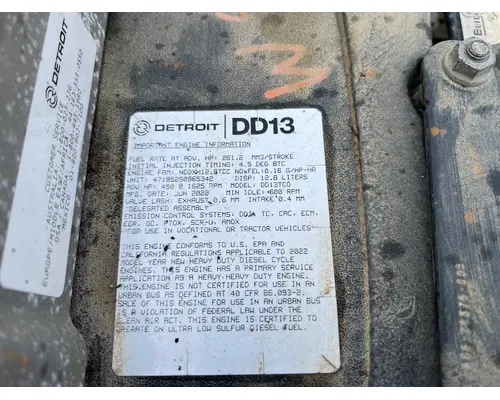 DETROIT DD13
IMPORTANT ENGINE INFORMATION
FUEL RATE AT ADV. HP: 261.2 MM3/STROKE
INITIAL INJECTION TIMING: 4.5 DEG BTC
ENGINE FAMILY: NDDXH12.8TCC NOXFEL:0.16 G/HP-HR
UNIT: 471952S0965342 DISP: 12.8 LITERS
ADV HP: 450 @ 1625 RPM MODEL: DD13TCO
MFG. DATE: JUN 2022 MIN IDLE: 600 RPM
VALVE LASH: EXHAUST 0.6 MM INTAKE 0.4 MM
*DELEGATED ASSEMBLY*
EMISSION CONTROL SYSTEMS: TC, CAC, ECM,
EGR, OC, PTOX, SCR-U, AMOX
*FOR USE IN VOCATIONAL OR TRACTOR VEHICLES*
THIS ENGINE CONFORMS TO U.S. EPA AND
CALIFORNIA REGULATIONS APPLICABLE TO 2022
MODEL YEAR NEW HEAVY DUTY DIESEL CYCLE
ENGINES. THIS ENGINE HAS A PRIMARY SERVICE
APPLICATION AS A HEAVY-HEAVY DUTY ENGINE.
THIS ENGINE IS NOT CERTIFIED FOR USE IN AN
URBAN BUS AS DEFINED AT 40 CFR 86.093-2.
SALE OF THIS ENGINE FOR USE IN AN URBAN BUS
IS A VIOLATION OF FEDERAL LAW UNDER THE
CLEAN AIR ACT. THIS ENGINE IS CERTIFIED TO
OPERATE ON ULTRA LOW SULFUR DIESEL FUEL.
DETROIT
CUSTOMER SERVICE
3